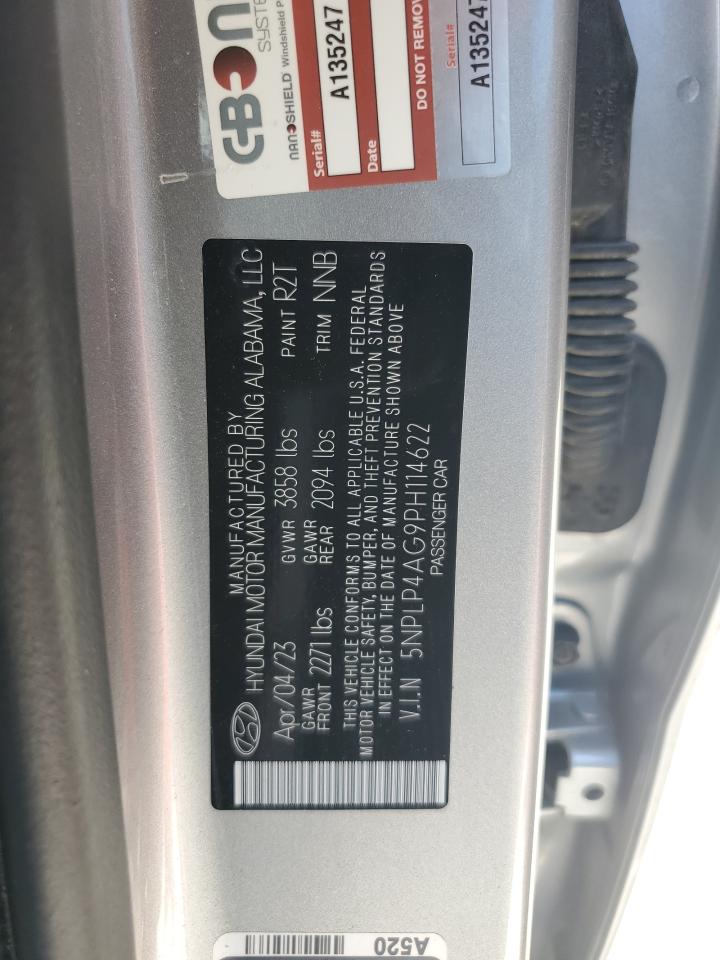 C-BON
SYSTE
NANOSHIELD Windshield P
Serial#
A135247
Date
DO NOT REMOV
Serial#
A135247
MANUFACTURED BY
HYUNDAI MOTOR MANUFACTURING ALABAMA, LLC
Apr/04/23 GVWR 3858 lbs PAINT R2T
GAWR FRONT 2271 lbs GAWR REAR 2094 lbs TRIM NNB
THIS VEHICLE CONFORMS TO ALL APPLICABLE U.S.A. FEDERAL
MOTOR VEHICLE SAFETY, BUMPER, AND THEFT PREVENTION STANDARDS
IN EFFECT ON THE DATE OF MANUFACTURE SHOWN ABOVE
V.I.N 5NPLP4AG9PH114622
PASSENGER CAR
A520